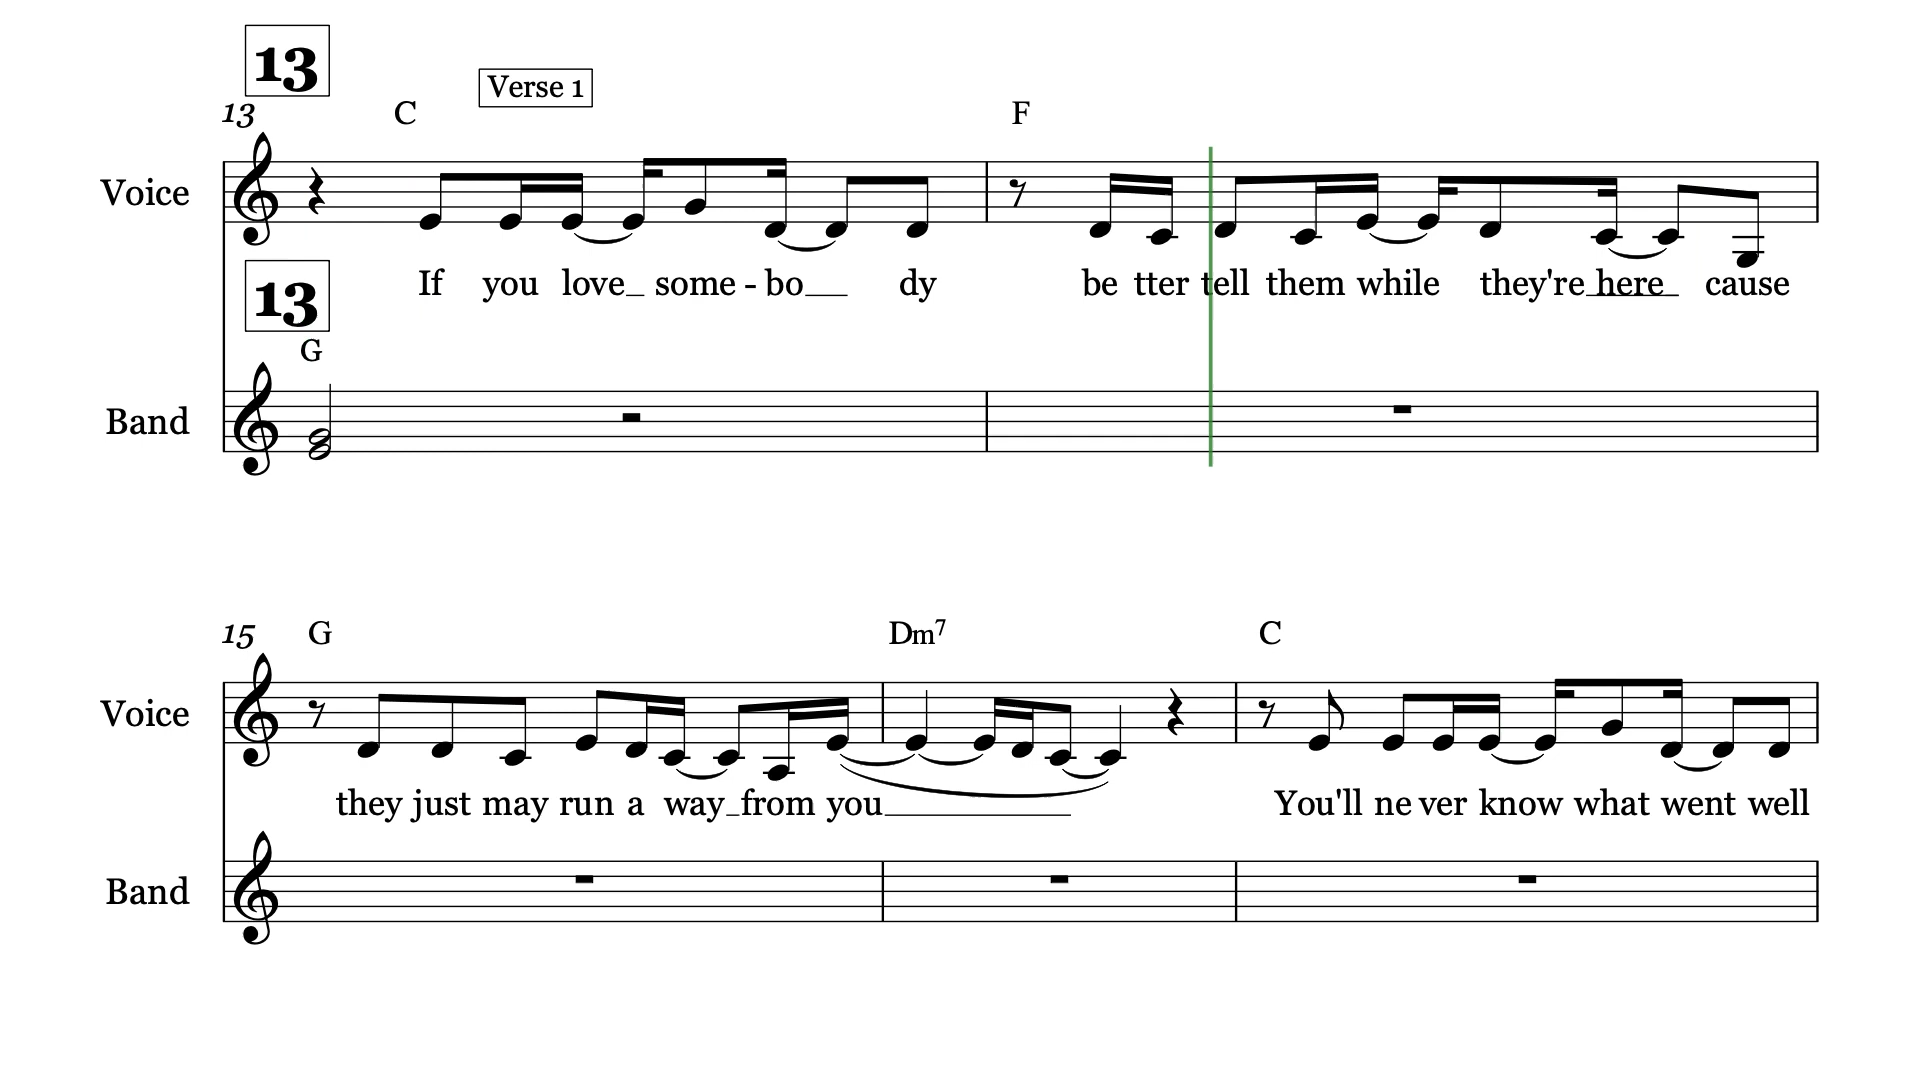 13
Verse 1
13 C F
Voice
If you love_ some - bo__ dy be tter tell them while they're here cause
13
G
Band
15 G Dm7 C
Voice
they just may run a way_from you____ You'll ne ver know what went well
Band